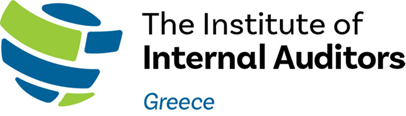 The Institute of
Internal Auditors
Greece